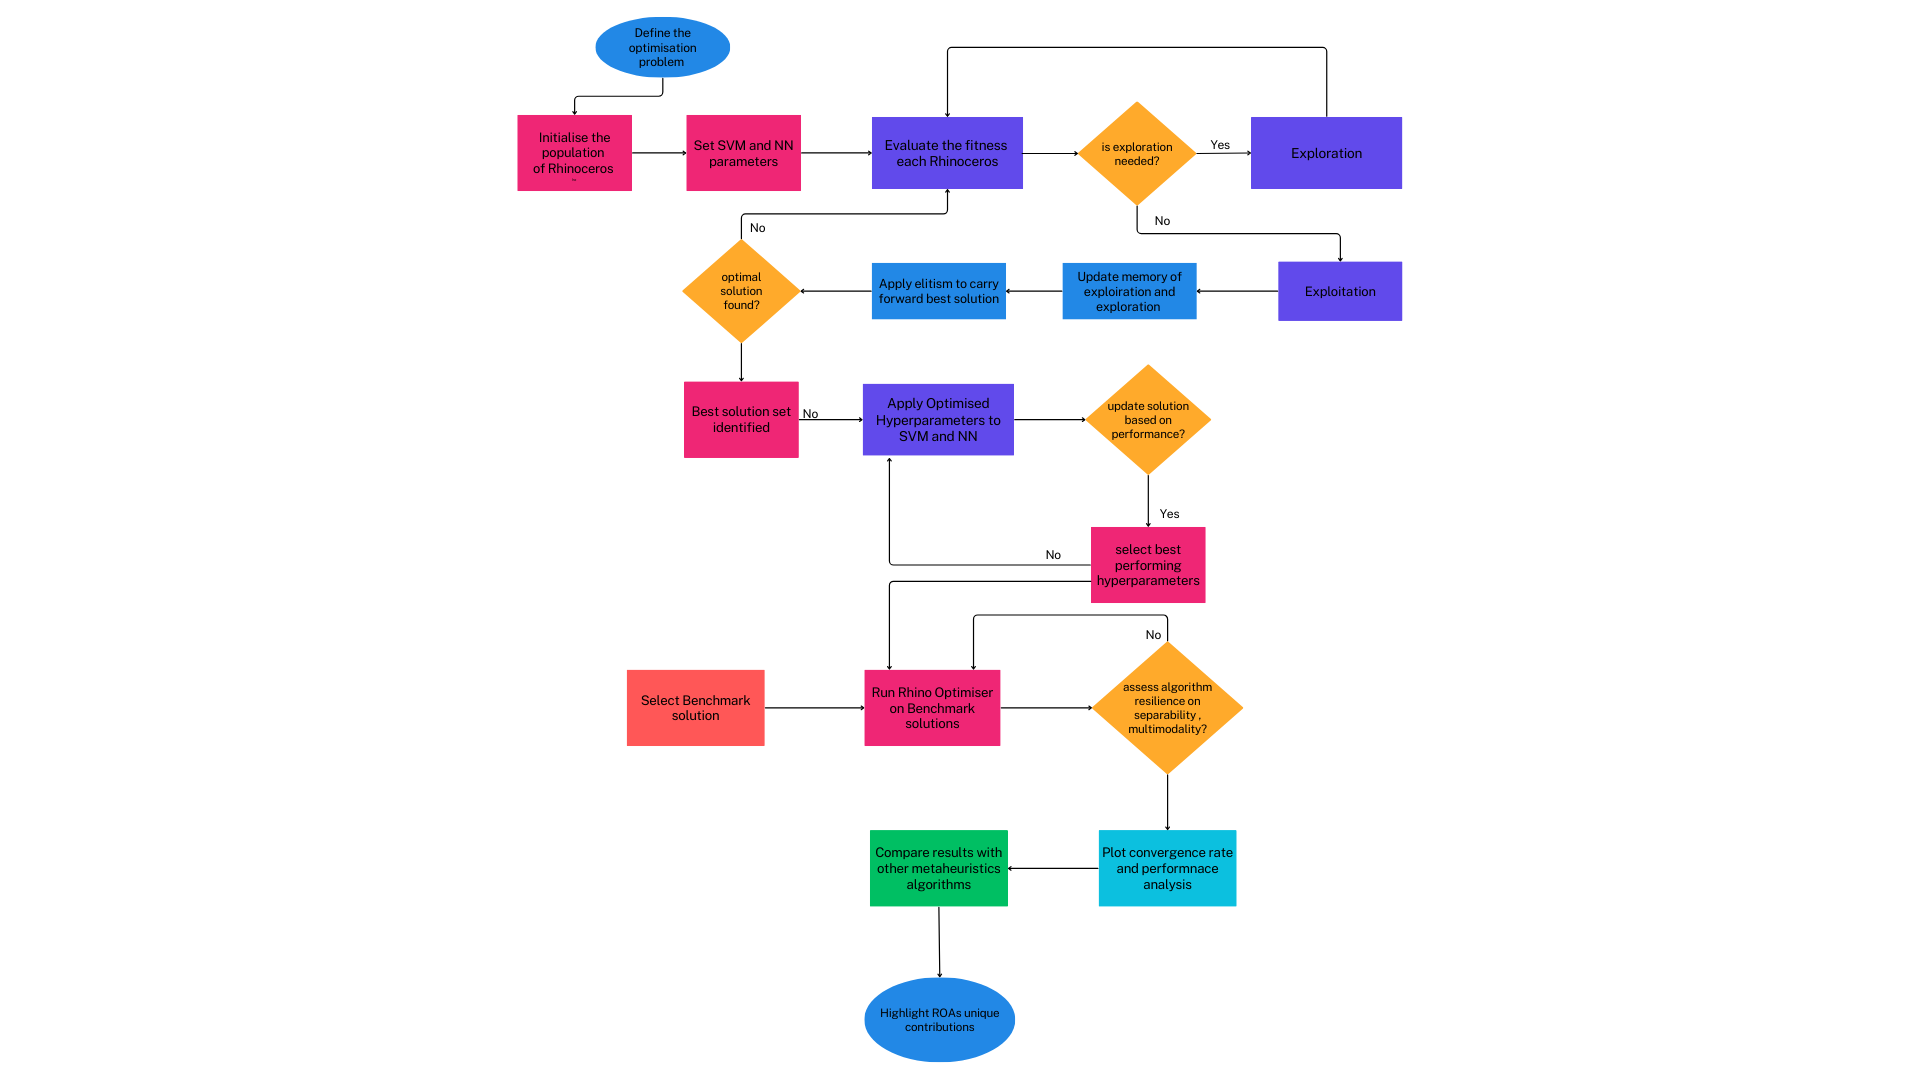 Define the
optimisation
problem
Initialise the
population
of Rhinoceros
~
Set SVM and NN
parameters
Evaluate the fitness
each Rhinoceros
is exploration
needed?
Yes
Exploration
No
No
optimal
solution
found?
Apply elitism to carry
forward best solution
Update memory of
exploiration and
exploration
Exploitation
Best solution set
identified
No
Apply Optimised
Hyperparameters to
SVM and NN
update solution
based on
performance?
Yes
No
select best
performing
hyperparameters
No
Select Benchmark
solution
Run Rhino Optimiser
on Benchmark
solutions
assess algorithm
resilience on
separability ,
multimodality?
Compare results with
other metaheuristics
algorithms
Plot convergence rate
and performnace
analysis
Highlight ROAs unique
contributions